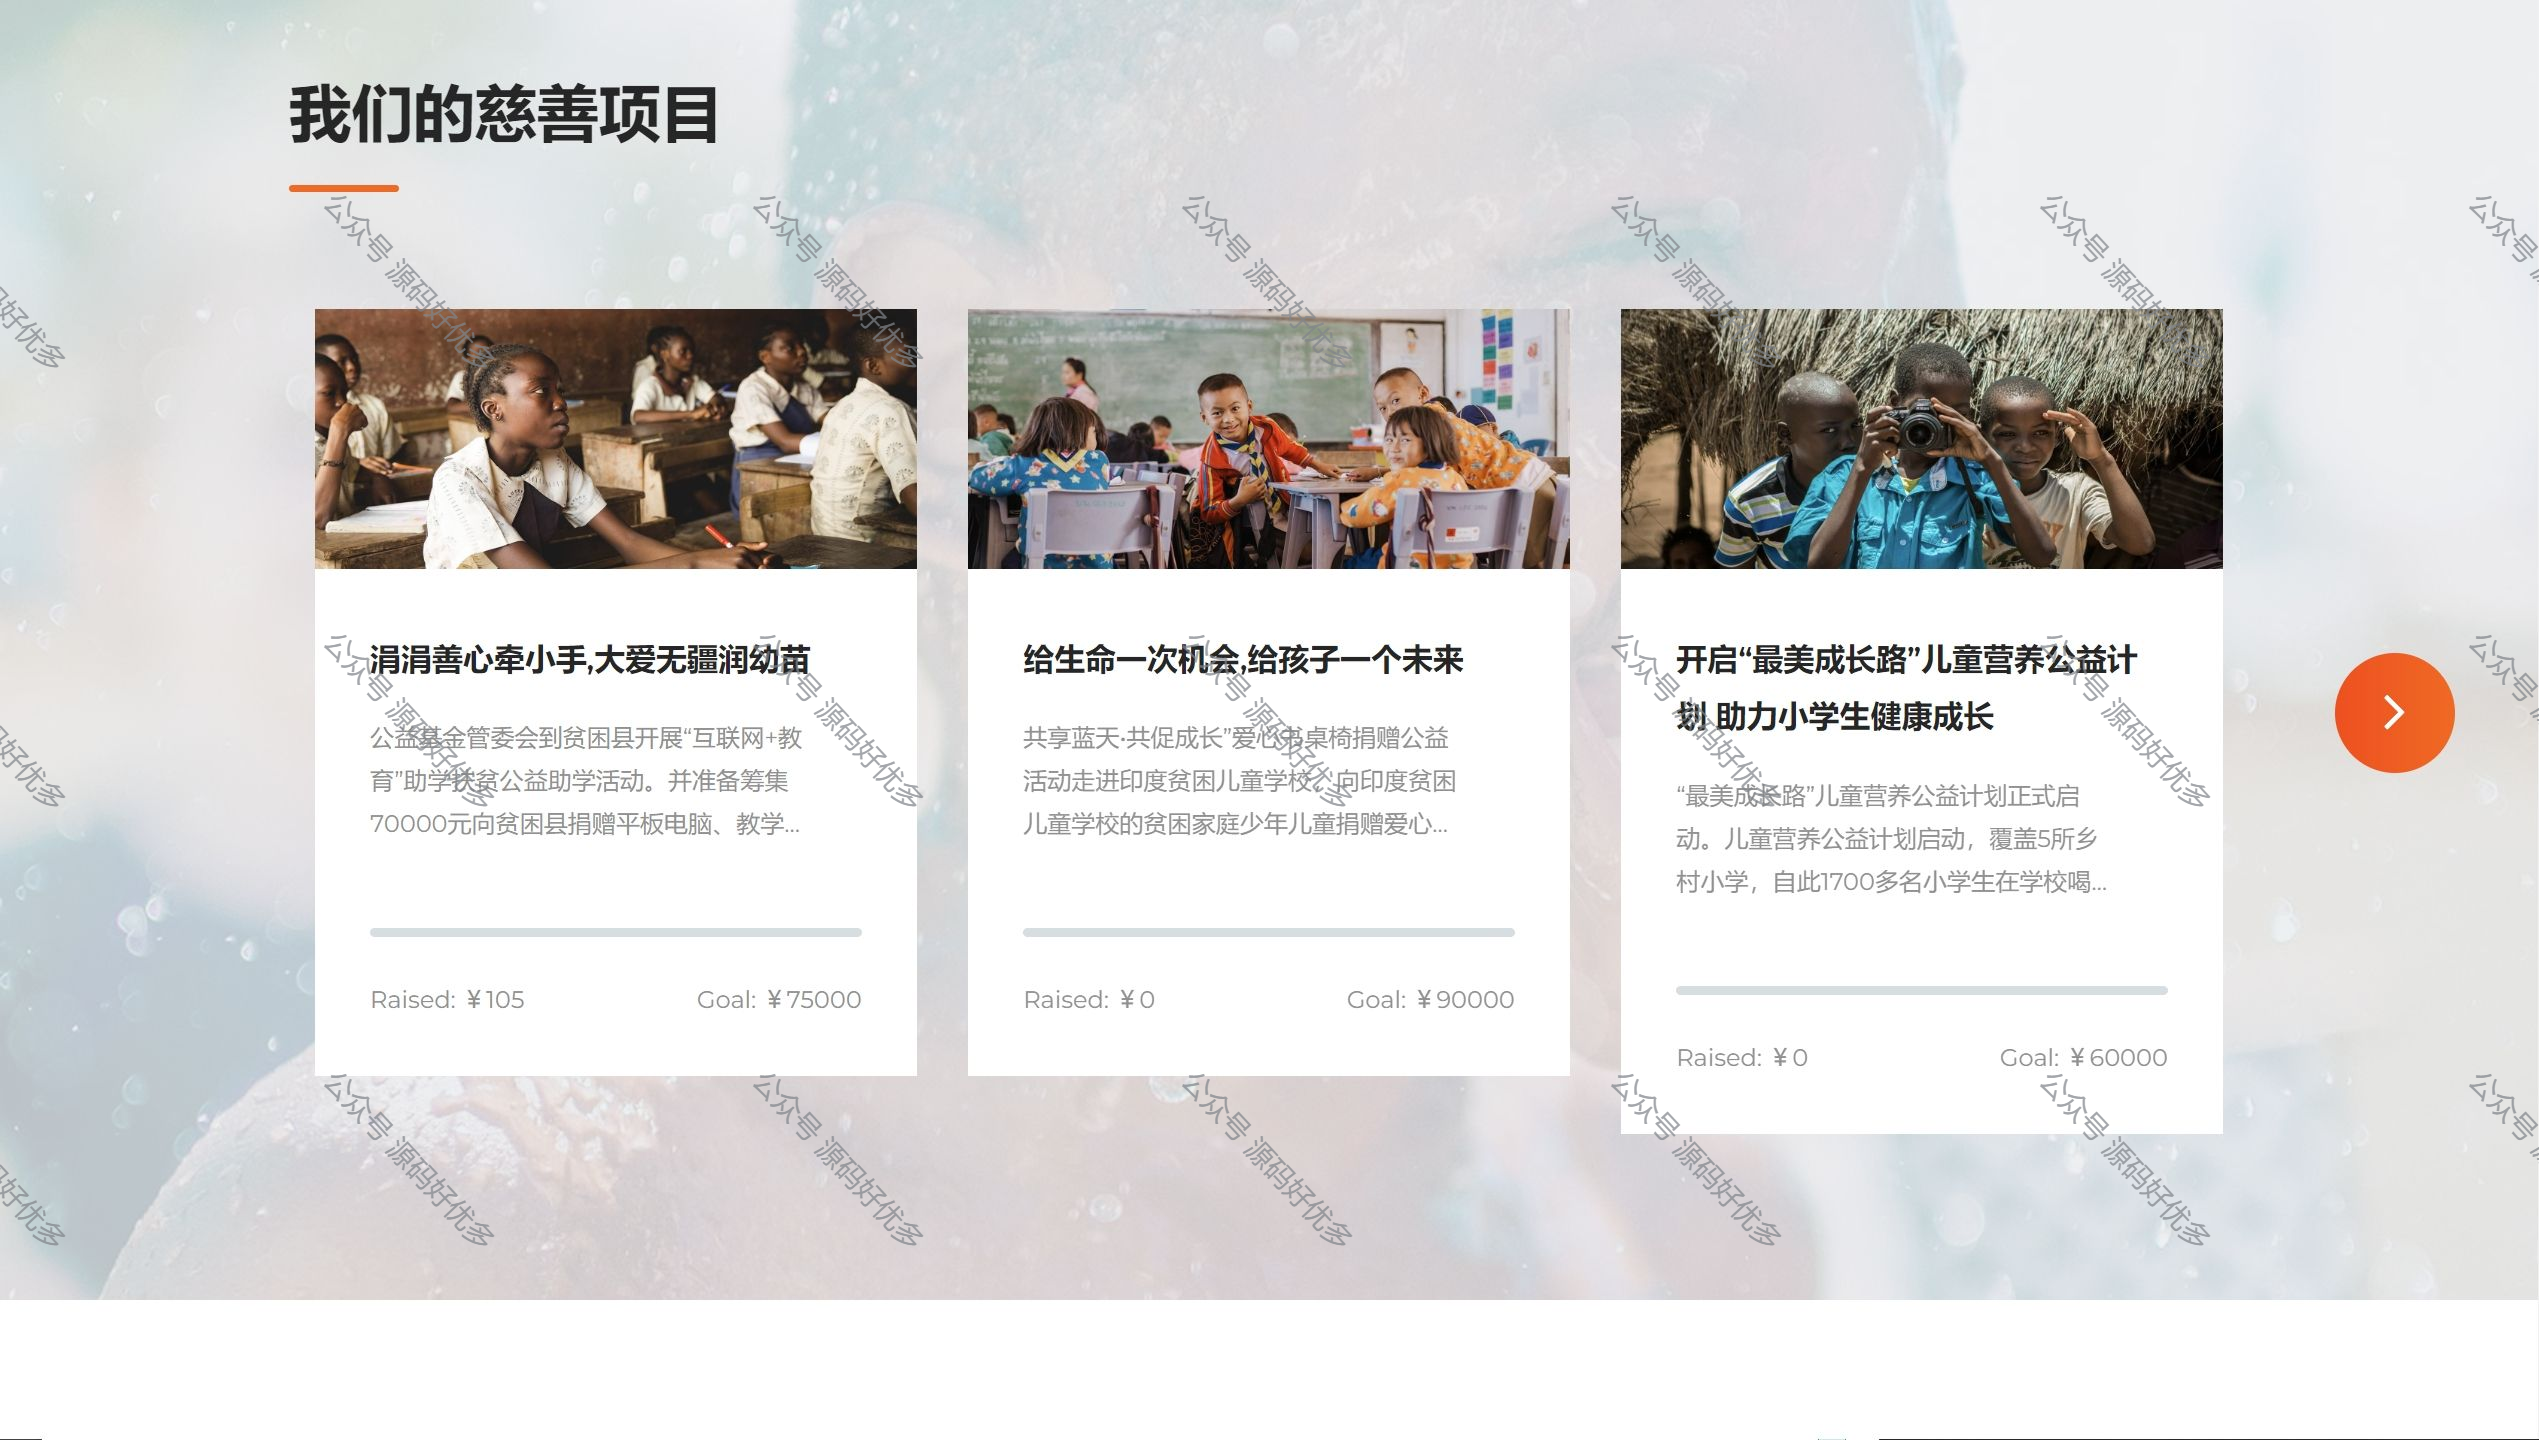 我们的慈善项目
涓涓善心牵小手,大爱无疆润幼苗
公益基金管委会到贫困县开展“互联网+教
育”助学扶贫公益助学活动。并准备筹集
70000元向贫困县捐赠平板电脑、教学...
Raised: ¥105 Goal: ¥75000
给生命一次机会,给孩子一个未来
共享蓝天·共促成长”爱心书桌椅捐赠公益
活动走进印度贫困儿童学校。向印度贫困
儿童学校的贫困家庭少年儿童捐赠爱心...
Raised: ¥0 Goal: ¥90000
开启“最美成长路”儿童营养公益计
划 助力小学生健康成长
“最美成长路”儿童营养公益计划正式启
动。儿童营养公益计划启动，覆盖5所乡
村小学，自此1700多名小学生在学校喝...
Raised: ¥0 Goal: ¥60000
公众号 源码好优多